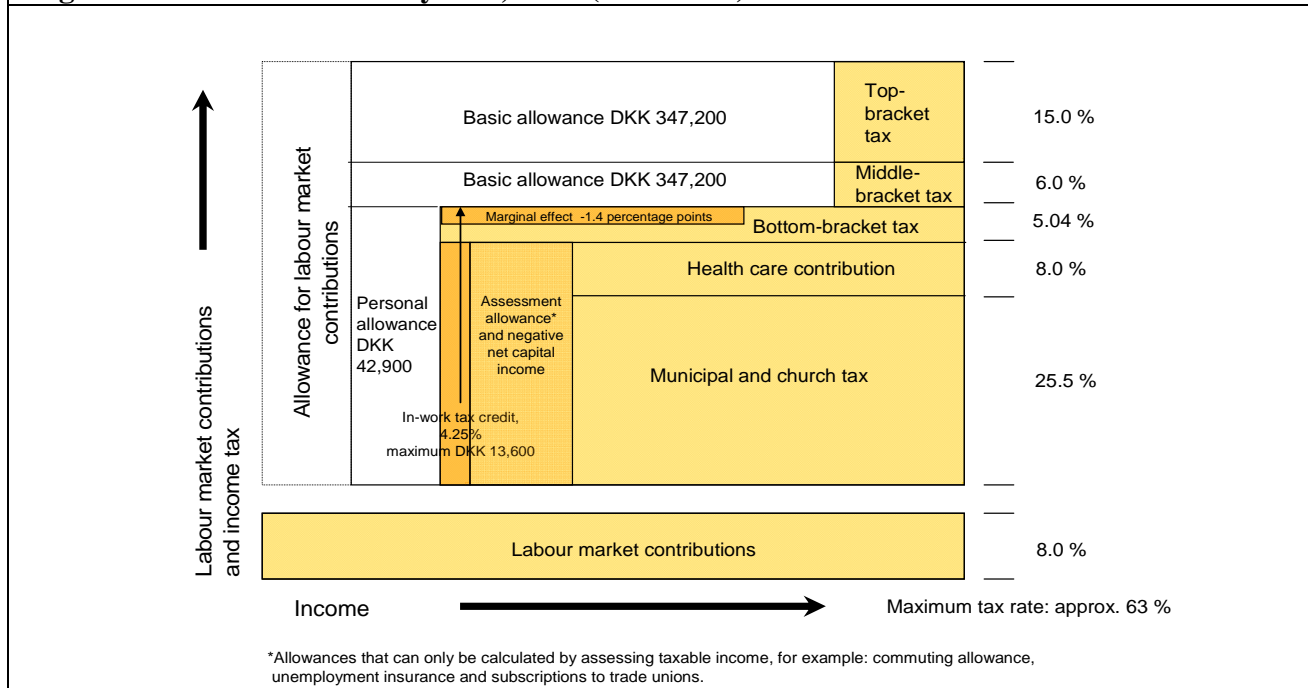 Basic allowance DKK 347,200
Top-
bracket
tax
15.0 %
Basic allowance DKK 347,200
Middle-
bracket tax
6.0 %
Marginal effect -1.4 percentage points
Bottom-bracket tax
5.04 %
Health care contribution
8.0 %
Allowance for labour market
contributions
Personal
allowance
DKK
42,900
Assessment
allowance*
and negative
net capital
income
Municipal and church tax
25.5 %
In-work tax credit,
4.25%
maximum DKK 13,600
Labour market contributions
and income tax
Labour market contributions
8.0 %
Income
Maximum tax rate: approx. 63 %
*Allowances that can only be calculated by assessing taxable income, for example: commuting allowance,
unemployment insurance and subscriptions to trade unions.